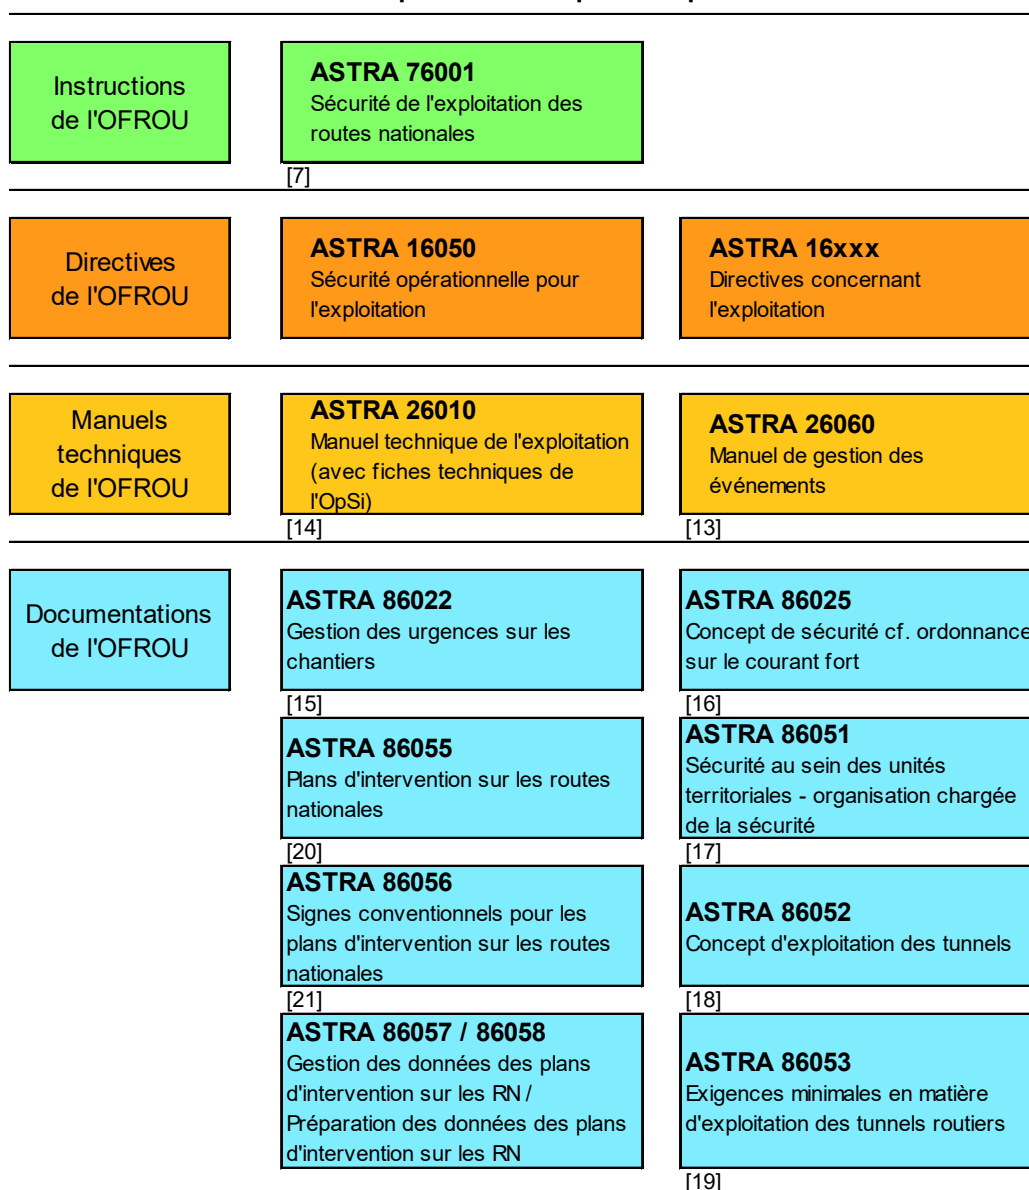 Instructions
de l'OFROU
ASTRA 76001
Sécurité de l'exploitation des
routes nationales
[7]
Directives
de l'OFROU
ASTRA 16050
Sécurité opérationnelle pour
l'exploitation
ASTRA 16xxx
Directives concernant
l'exploitation
Manuels
techniques
de l'OFROU
ASTRA 26010
Manuel technique de l'exploitation
(avec fiches techniques de
l'OpSi)
[14]
ASTRA 26060
Manuel de gestion des
événements
[13]
Documentations
de l'OFROU
ASTRA 86022
Gestion des urgences sur les
chantiers
[15]
ASTRA 86025
Concept de sécurité cf. ordonnance
sur le courant fort
[16]
ASTRA 86055
Plans d'intervention sur les routes
nationales
[20]
ASTRA 86051
Sécurité au sein des unités
territoriales - organisation chargée
de la sécurité
[17]
ASTRA 86056
Signes conventionnels pour les
plans d'intervention sur les routes
nationales
[21]
ASTRA 86052
Concept d'exploitation des tunnels
[18]
ASTRA 86057 / 86058
Gestion des données des plans
d'intervention sur les RN /
Préparation des données des plans
d'intervention sur les RN
ASTRA 86053
Exigences minimales en matière
d'exploitation des tunnels routiers
[19]